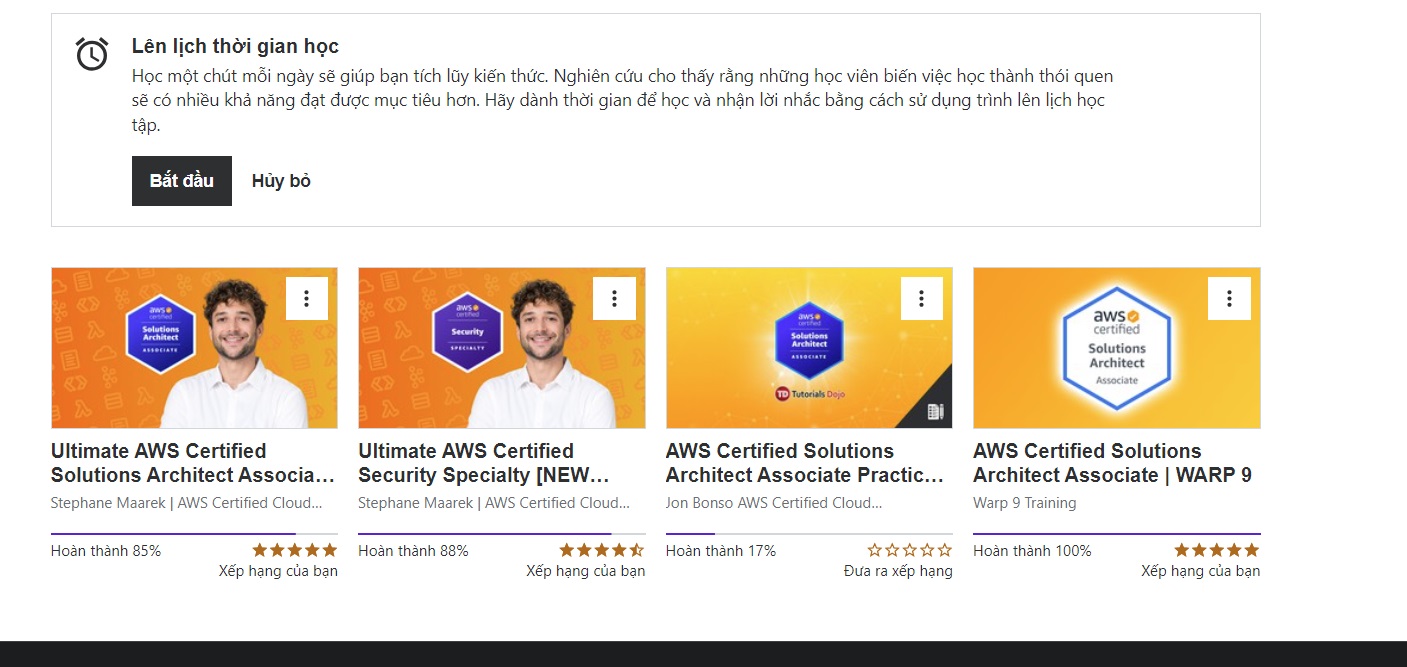 Lên lịch thời gian học
Học một chút mỗi ngày sẽ giúp bạn tích lũy kiến thức. Nghiên cứu cho thấy rằng những học viên biến việc học thành thói quen
sẽ có nhiều khả năng đạt được mục tiêu hơn. Hãy dành thời gian để học và nhận lời nhắc bằng cách sử dụng trình lên lịch học
tập.
Bắt đầu Hủy bỏ
aws
certified
Solutions
Architect
ASSOCIATE
Ultimate AWS Certified
Solutions Architect Associa...
Stephane Maarek | AWS Certified Cloud...
Hoàn thành 85%
Xếp hạng của bạn
aws
certified
Security
SPECIALTY
Ultimate AWS Certified
Security Specialty [NEW...
Stephane Maarek | AWS Certified Cloud...
Hoàn thành 88%
Xếp hạng của bạn
aws
certified
Solutions
Architect
ASSOCIATE
TD Tutorials Dojo
AWS Certified Solutions
Architect Associate Practic...
Jon Bonso AWS Certified Cloud...
Hoàn thành 17%
Đưa ra xếp hạng
aws
certified
Solutions
Architect
Associate
AWS Certified Solutions
Architect Associate | WARP 9
Warp 9 Training
Hoàn thành 100%
Xếp hạng của bạn